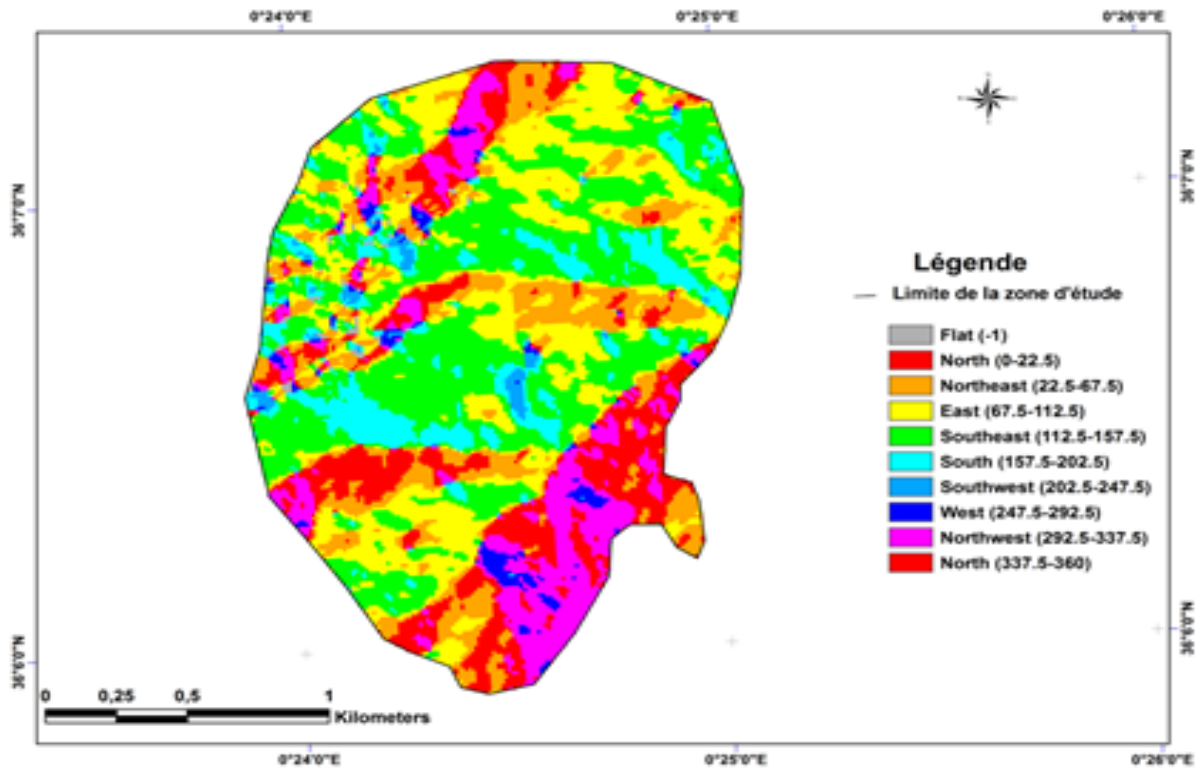 0°24'0"E 0°25'0"E 0°26'0"E
36°7'0"N
36°7'0"N
Légende
Limite de la zone d'étude
Flat (-1)
North (0-22.5)
Northeast (22.5-67.5)
East (67.5-112.5)
Southeast (112.5-157.5)
South (157.5-202.5)
Southwest (202.5-247.5)
West (247.5-292.5)
Northwest (292.5-337.5)
North (337.5-360)
36°6'0"N
36°6'0"N
0 0,25 0,5 1
Kilometers
0°24'0"E 0°25'0"E 0°26'0"E